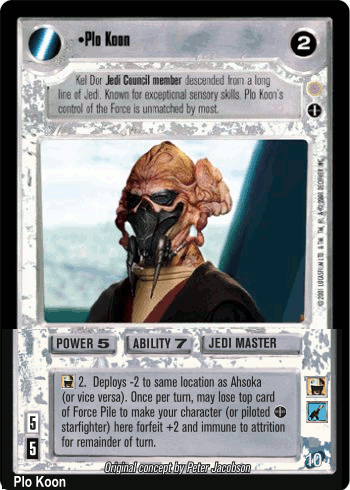 •Plo Koon
2
Kel Dor Jedi Council member descended from a long
line of Jedi. Known for exceptional sensory skills. Plo Koon's
control of the Force is unmatched by most.
POWER 5
ABILITY 7
JEDI MASTER
2. Deploys -2 to same location as Ahsoka
(or vice versa). Once per turn, may lose top card
of Force Pile to make your character (or piloted
starfighter) here forfeit +2 and immune to attrition
for remainder of turn.
5
5
10
Original concept by Peter Jacobson
Plo Koon